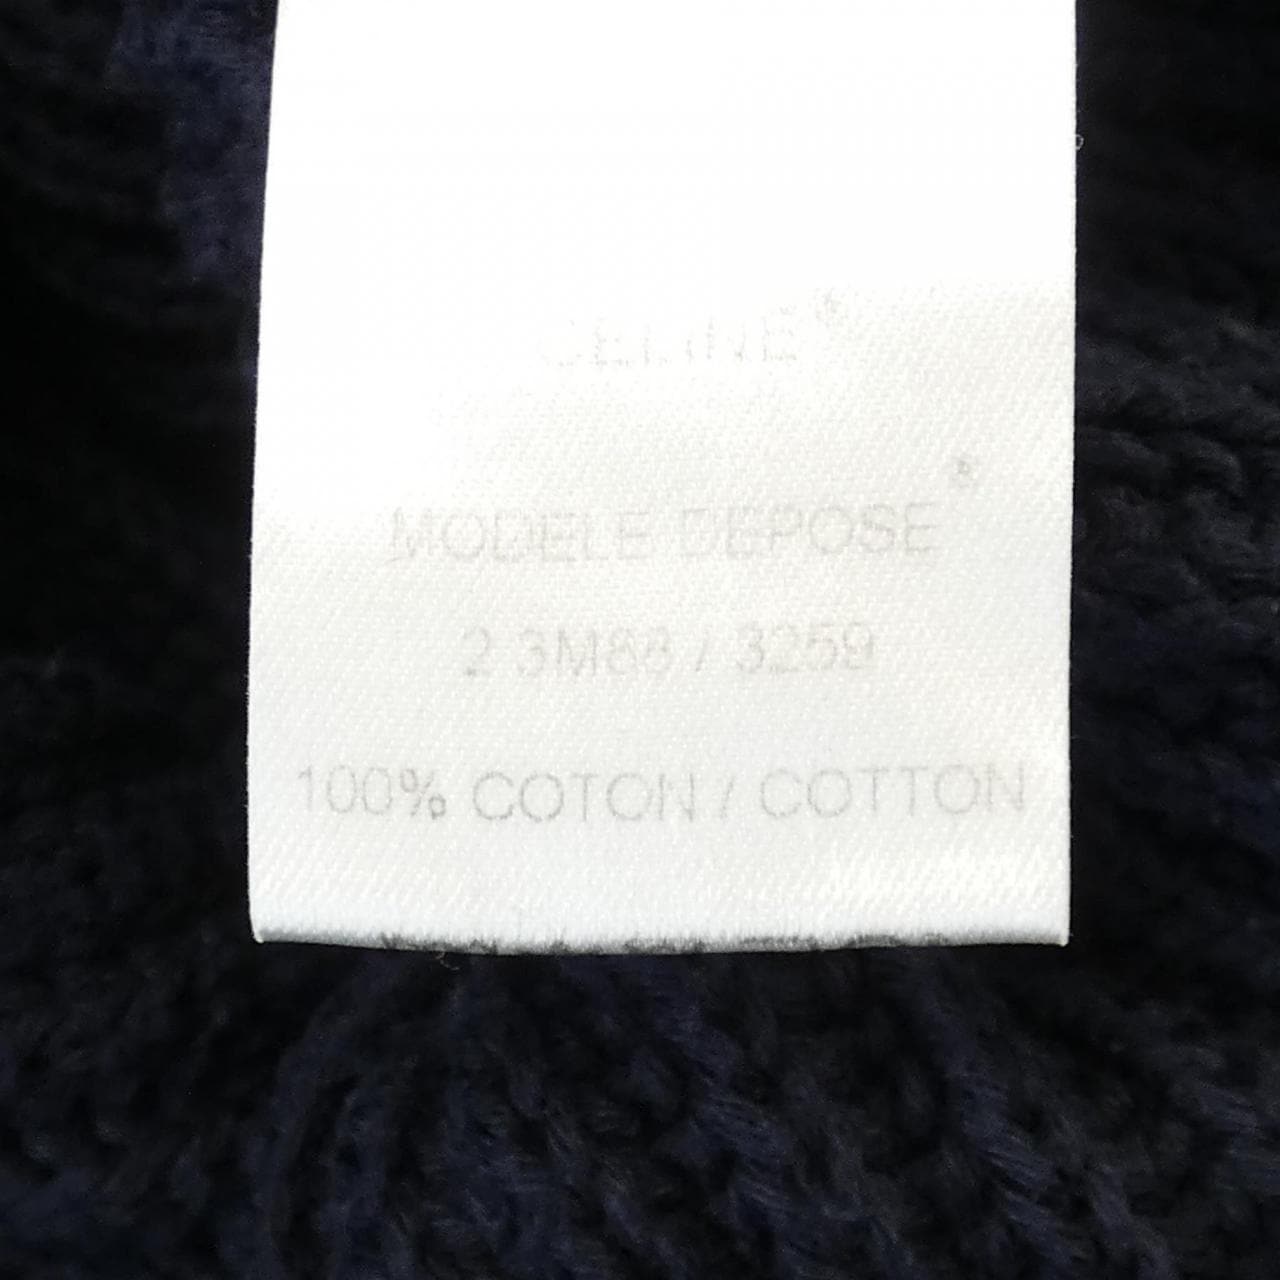 CELINE®
MODELE DEPOSE®
2 3M88 / 3259
100% COTON / COTTON